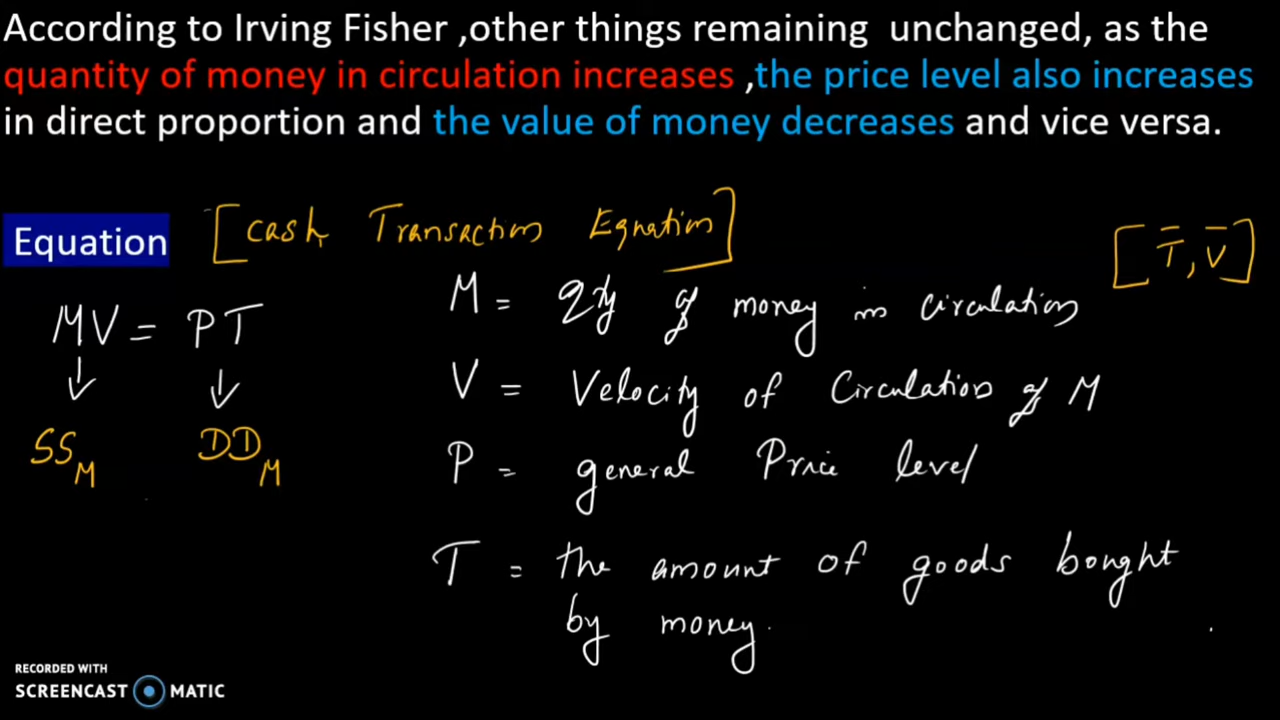 According to Irving Fisher ,other things remaining unchanged, as the
quantity of money in circulation increases ,the price level also increases
in direct proportion and the value of money decreases and vice versa.
Equation [cash Transaction Equation] [T̄, V̄]
MV = PT
SS_M DD_M
M = qty of money in circulation
V = Velocity of Circulation of M
P = general Price level
T = the amount of goods bought
by money.
RECORDED WITH
SCREENCAST MATIC